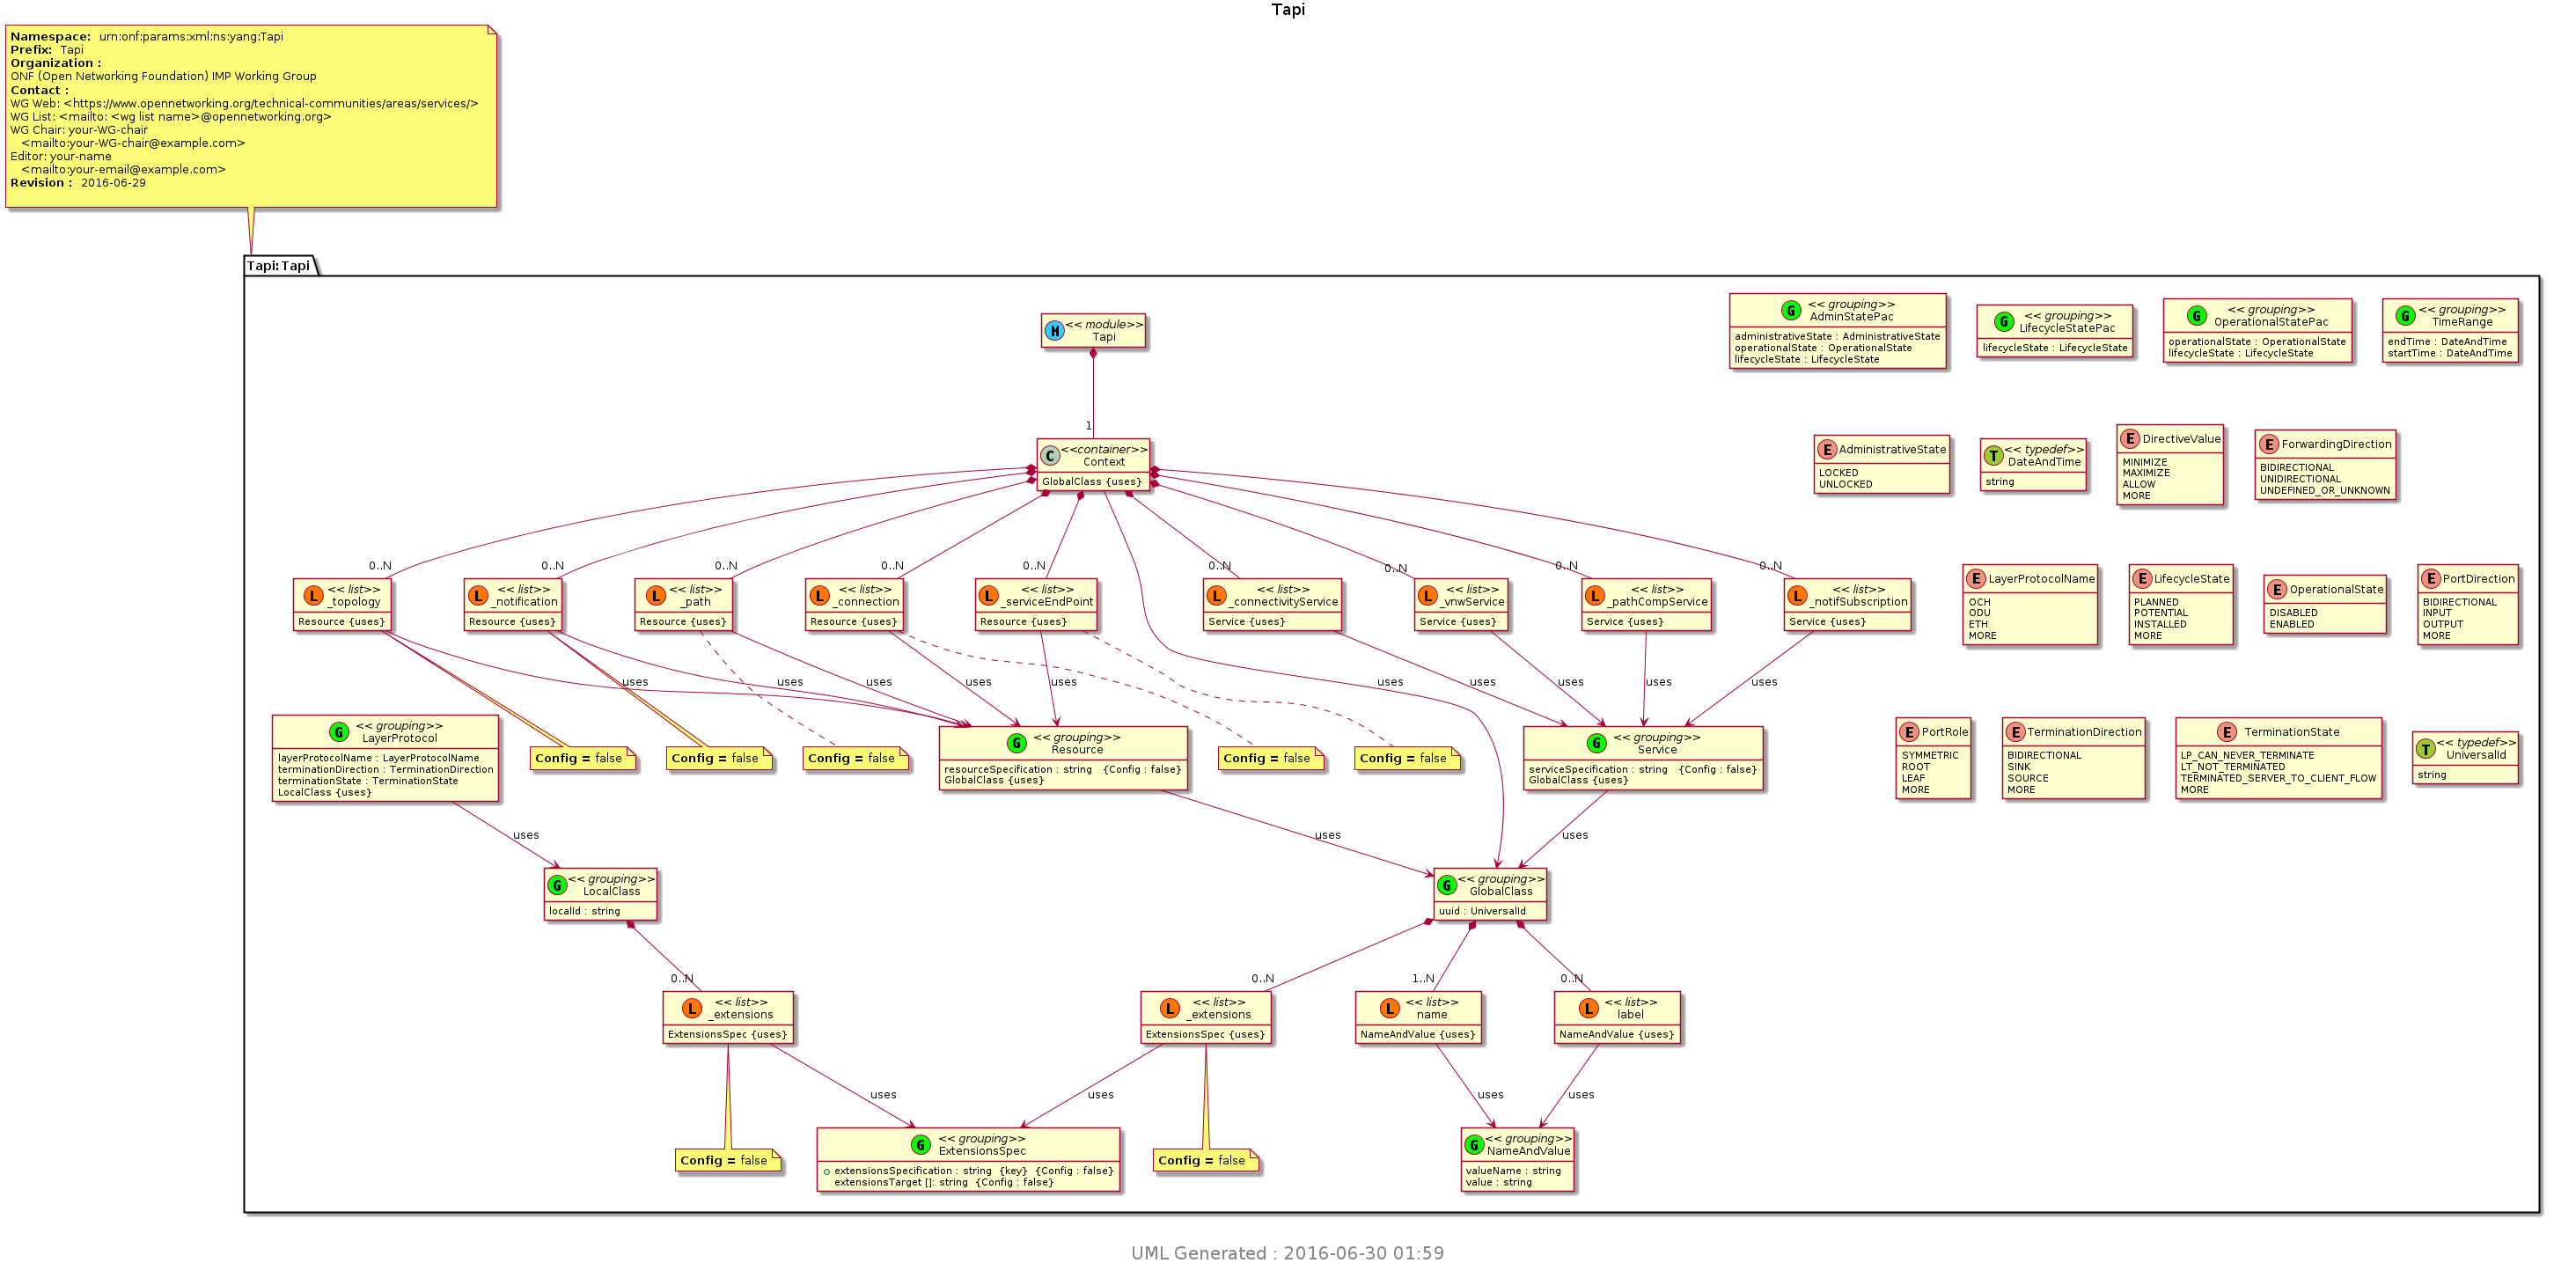 Tapi
Namespace: urn:onf:params:xml:ns:yang:Tapi
Prefix: Tapi
Organization :
ONF (Open Networking Foundation) IMP Working Group
Contact :
WG Web: <https://www.opennetworking.org/technical-communities/areas/services/>
WG List: <mailto: <wg list name>@opennetworking.org>
WG Chair: your-WG-chair
<mailto:your-WG-chair@example.com>
Editor: your-name
<mailto:your-email@example.com>
Revision : 2016-06-29
Tapi:Tapi
M
<< module>>
Tapi
G
<< grouping>>
AdminStatePac
administrativeState : AdministrativeState
operationalState : OperationalState
lifecycleState : LifecycleState
G
<< grouping>>
LifecycleStatePac
lifecycleState : LifecycleState
G
<< grouping>>
OperationalStatePac
operationalState : OperationalState
lifecycleState : LifecycleState
G
<< grouping>>
TimeRange
endTime : DateAndTime
startTime : DateAndTime
1
C
<<container>>
Context
GlobalClass {uses}
E
AdministrativeState
LOCKED
UNLOCKED
T
<< typedef>>
DateAndTime
string
E
DirectiveValue
MINIMIZE
MAXIMIZE
ALLOW
MORE
E
ForwardingDirection
BIDIRECTIONAL
UNIDIRECTIONAL
UNDEFINED_OR_UNKNOWN
0..N
0..N
0..N
0..N
0..N
0..N
0..N
0..N
0..N
L
<< list>>
_topology
Resource {uses}
L
<< list>>
_notification
Resource {uses}
L
<< list>>
_path
Resource {uses}
L
<< list>>
_connection
Resource {uses}
L
<< list>>
_serviceEndPoint
Resource {uses}
L
<< list>>
_connectivityService
Service {uses}
L
<< list>>
_vnwService
Service {uses}
L
<< list>>
_pathCompService
Service {uses}
L
<< list>>
_notifSubscription
Service {uses}
E
LayerProtocolName
OCH
ODU
ETH
MORE
E
LifecycleState
PLANNED
POTENTIAL
INSTALLED
MORE
E
OperationalState
DISABLED
ENABLED
E
PortDirection
BIDIRECTIONAL
INPUT
OUTPUT
MORE
uses
uses
uses
uses
uses
uses
uses
uses
uses
uses
G
<< grouping>>
LayerProtocol
layerProtocolName : LayerProtocolName
terminationDirection : TerminationDirection
terminationState : TerminationState
LocalClass {uses}
Config = false
Config = false
Config = false
G
<< grouping>>
Resource
resourceSpecification : string {Config : false}
GlobalClass {uses}
Config = false
Config = false
G
<< grouping>>
Service
serviceSpecification : string {Config : false}
GlobalClass {uses}
E
PortRole
SYMMETRIC
ROOT
LEAF
MORE
E
TerminationDirection
BIDIRECTIONAL
SINK
SOURCE
MORE
E
TerminationState
LP_CAN_NEVER_TERMINATE
LT_NOT_TERMINATED
TERMINATED_SERVER_TO_CLIENT_FLOW
MORE
T
<< typedef>>
UniversalId
string
uses
uses
uses
G
<< grouping>>
LocalClass
localId : string
G
<< grouping>>
GlobalClass
uuid : UniversalId
0..N
0..N
1..N
0..N
L
<< list>>
_extensions
ExtensionsSpec {uses}
L
<< list>>
_extensions
ExtensionsSpec {uses}
L
<< list>>
name
NameAndValue {uses}
L
<< list>>
label
NameAndValue {uses}
uses
uses
uses
uses
Config = false
G
<< grouping>>
ExtensionsSpec
extensionsSpecification : string {key} {Config : false}
extensionsTarget []: string {Config : false}
Config = false
G
<< grouping>>
NameAndValue
valueName : string
value : string
UML Generated : 2016-06-30 01:59